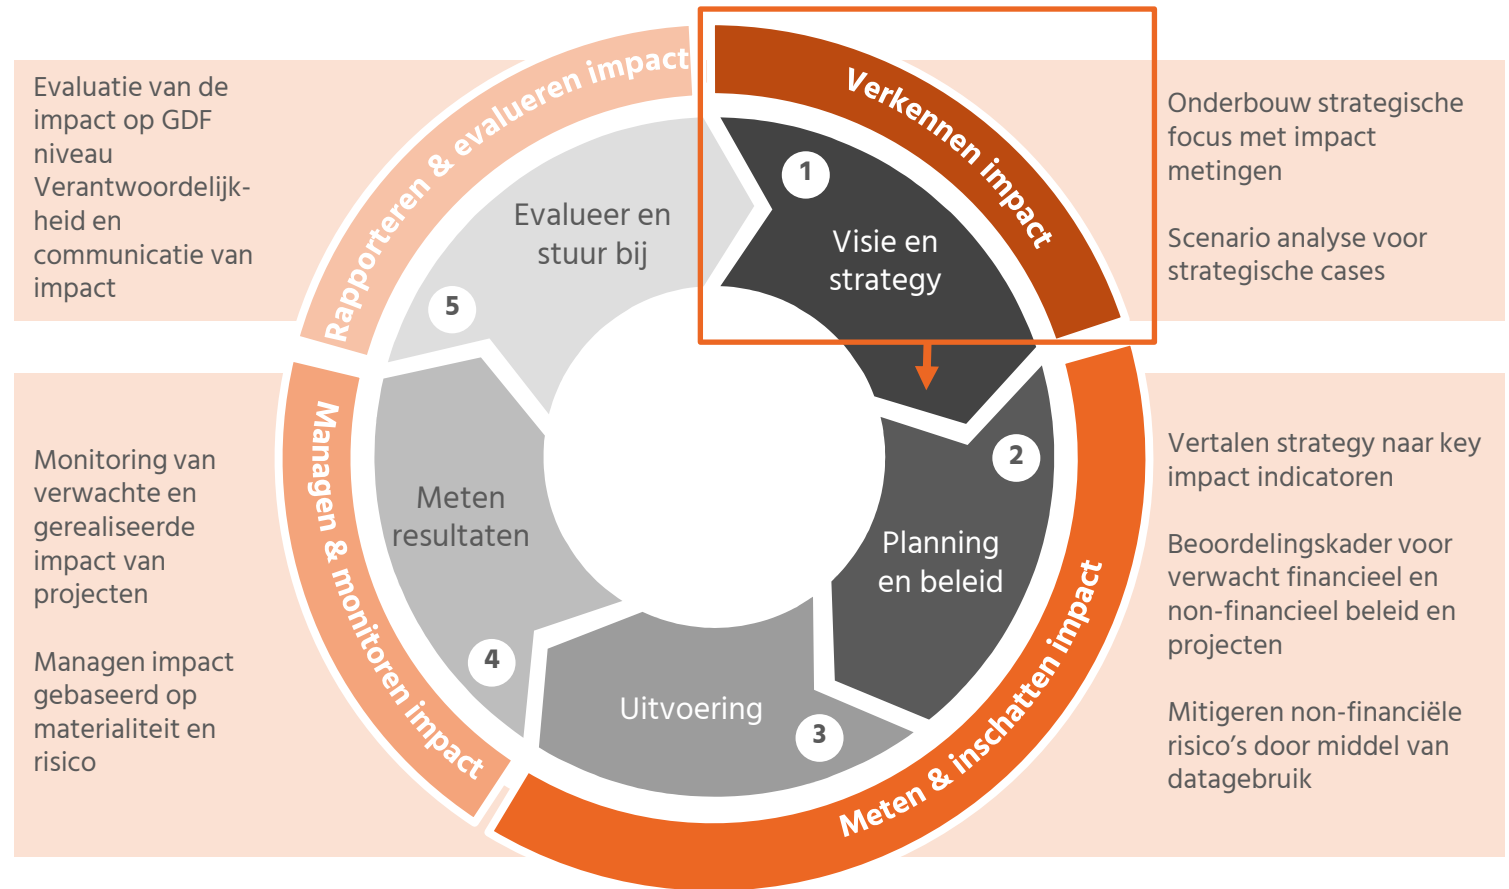 Evaluatie van de
impact op GDF
niveau
Verantwoordelijk-
heid en
communicatie van
impact
Rapporteren & evalueren impact
Verkennen impact
Onderbouw strategische
focus met impact
metingen
Scenario analyse voor
strategische cases
1
Visie en
strategy
Evalueer en
stuur bij
5
Monitoring van
verwachte en
gerealiseerde
impact van
projecten
Managen impact
gebaseerd op
materialiteit en
risico
Managen & monitoren impact
Meten
resultaten
4
2
Planning
en beleid
Uitvoering
3
Meten & inschatten impact
Vertalen strategy naar key
impact indicatoren
Beoordelingskader voor
verwacht financieel en
non-financieel beleid en
projecten
Mitigeren non-financiële
risico’s door middel van
datagebruik